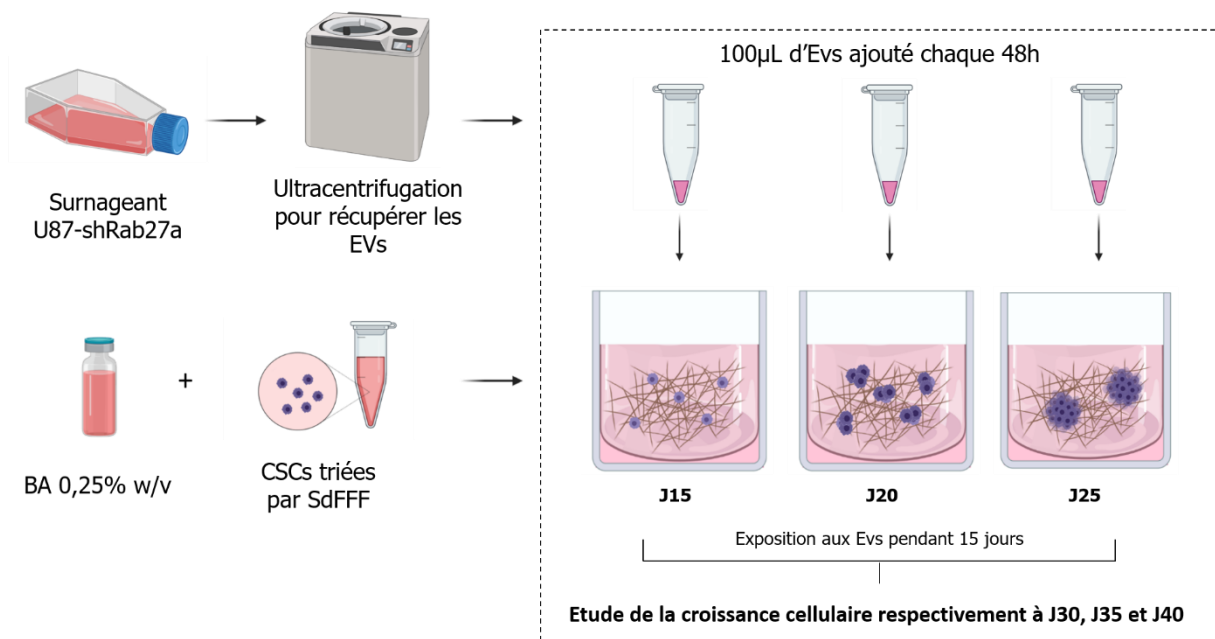 100µL d’Evs ajouté chaque 48h
Surnageant
U87-shRab27a
Ultracentrifugation
pour récupérer les
EVs
BA 0,25% w/v
+
CSCs triées
par SdFFF
J15
J20
J25
Exposition aux Evs pendant 15 jours
Etude de la croissance cellulaire respectivement à J30, J35 et J40